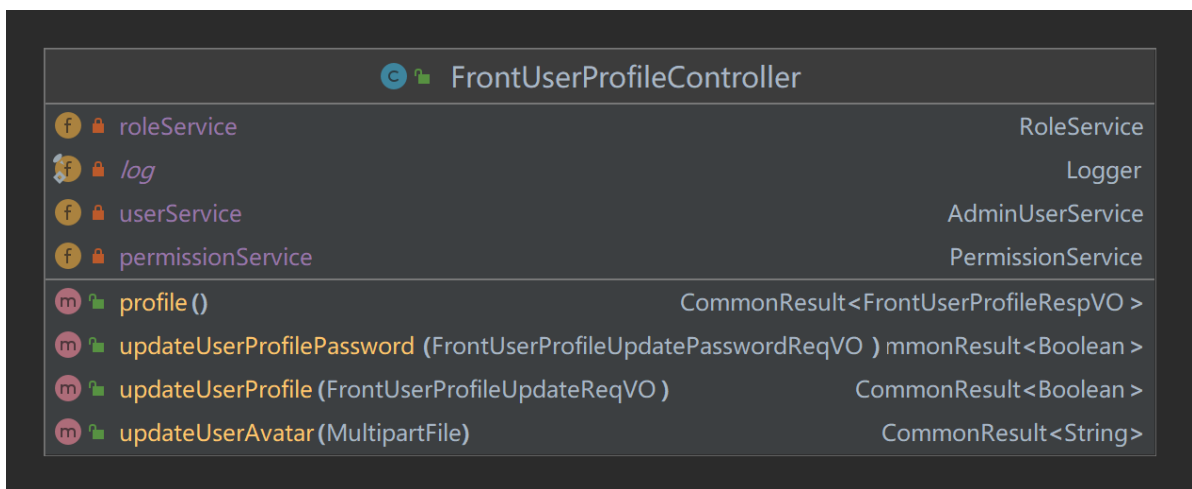 C FrontUserProfileController
f roleService RoleService
f log Logger
f userService AdminUserService
f permissionService PermissionService
m profile() CommonResult<FrontUserProfileRespVO >
m updateUserProfilePassword (FrontUserProfileUpdatePasswordReqVO ) mmonResult<Boolean >
m updateUserProfile(FrontUserProfileUpdateReqVO ) CommonResult<Boolean >
m updateUserAvatar(MultipartFile) CommonResult<String>